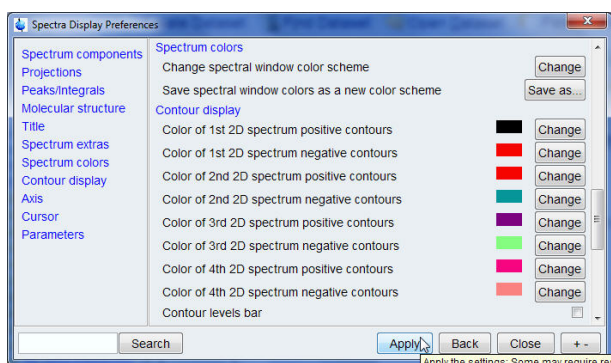 Spectra Display Preferences
x
Spectrum components
Projections
Peaks/Integrals
Molecular structure
Title
Spectrum extras
Spectrum colors
Contour display
Axis
Cursor
Parameters
Spectrum colors
Change spectral window color scheme Change
Save spectral window colors as a new color scheme Save as...
Contour display
Color of 1st 2D spectrum positive contours Change
Color of 1st 2D spectrum negative contours Change
Color of 2nd 2D spectrum positive contours Change
Color of 2nd 2D spectrum negative contours Change
Color of 3rd 2D spectrum positive contours Change
Color of 3rd 2D spectrum negative contours Change
Color of 4th 2D spectrum positive contours Change
Color of 4th 2D spectrum negative contours Change
Contour levels bar
Search Apply Back Close + -
Apply the settings: Some may require re